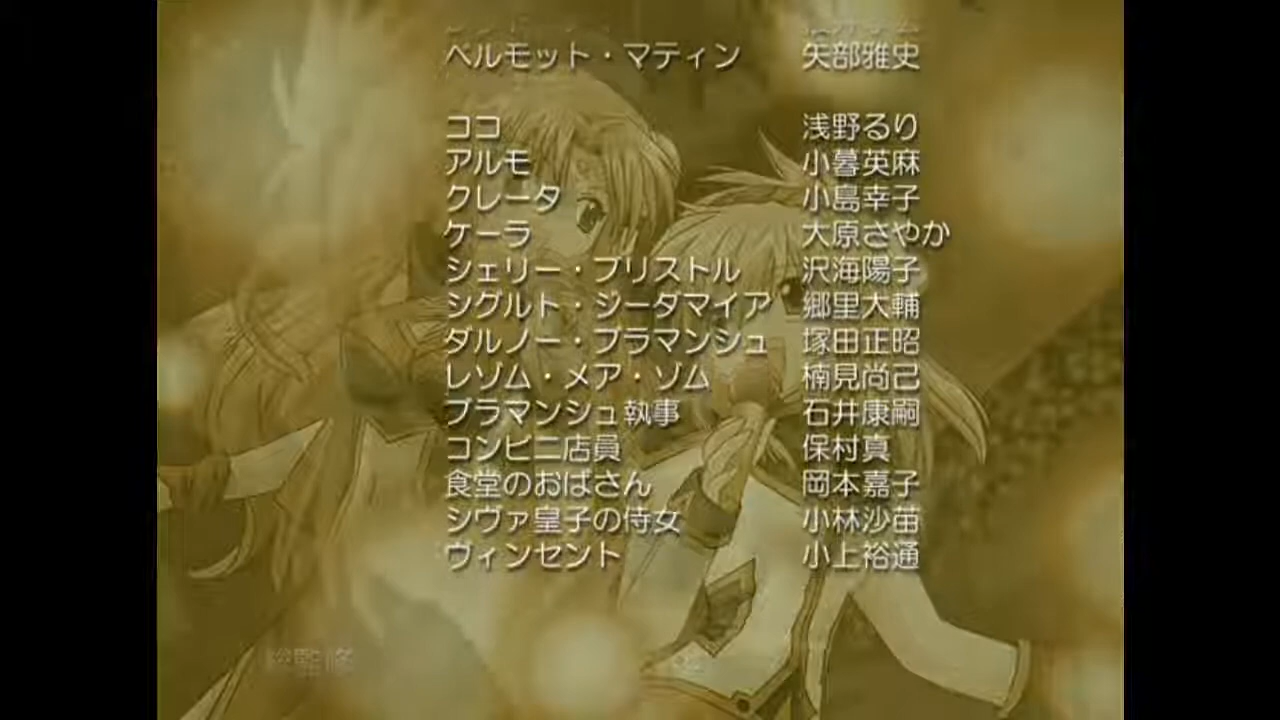 ベルモット・マティン 矢部雅史
ココ 浅野るり
アルモ 小暮英麻
クレータ 小島幸子
ケーラ 大原さやか
シェリー・ブリストル 沢海陽子
シグルト・ジーダマイア 郷里大輔
ダルノー・ブラマンシュ 塚田正昭
レゾム・メア・ゾム 楠見尚己
ブラマンシュ執事 石井康嗣
コンビニ店員 保村真
食堂のおばさん 岡本嘉子
シヴァ皇子の侍女 小林沙苗
ヴィンセント 小上裕通
総監修